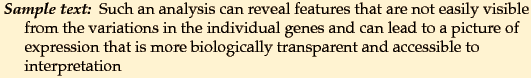 Sample text: Such an analysis can reveal features that are not easily visible
from the variations in the individual genes and can lead to a picture of
expression that is more biologically transparent and accessible to
interpretation